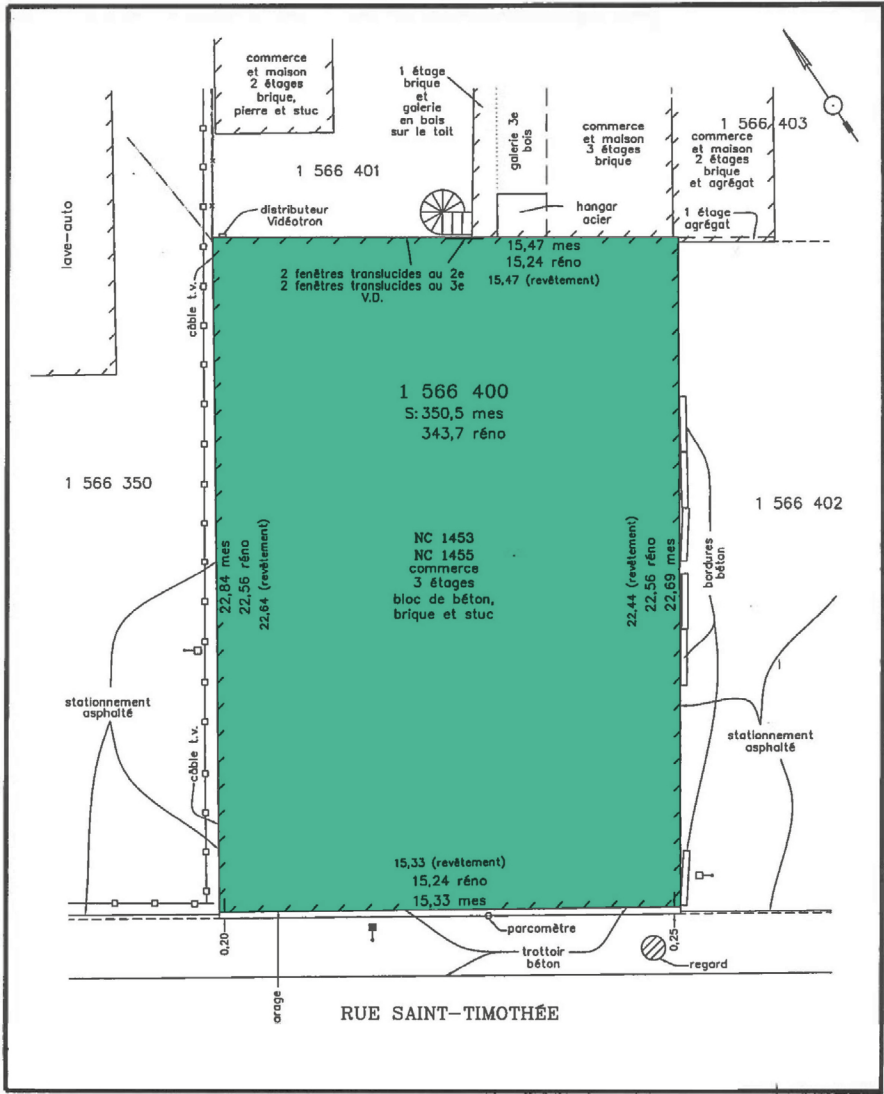 commerce
et maison
2 étages
brique,
pierre et stuc
1 étage
brique
et
galerie
en bois
sur le toit
galerie 3e
bois
commerce
et maison
3 étages
brique
1 566 403
commerce
et maison
2 étages
brique
et agrégat
1 566 401
lave-auto
distributeur
Vidéotron
hangar
acier
1 étage
agrégat
câble t.v.
2 fenêtres translucides au 2e
2 fenêtres translucides au 3e
V.D.
15,47 mes
15,24 réno
15,47 (revêtement)
1 566 400
S: 350,5 mes
343,7 réno
1 566 350
1 566 402
22,84 mes
22,56 réno
22,64 (revêtement)
NC 1453
NC 1455
commerce
3 étages
bloc de béton,
brique et stuc
22,44 (revêtement)
22,56 réno
22,69 mes
bordures
béton
stationnement
asphalté
stationnement
asphalté
câble t.v.
15,33 (revêtement)
15,24 réno
15,33 mes
0,20
parcomètre
trottoir
béton
0,25
regard
arage
RUE SAINT-TIMOTHÉE